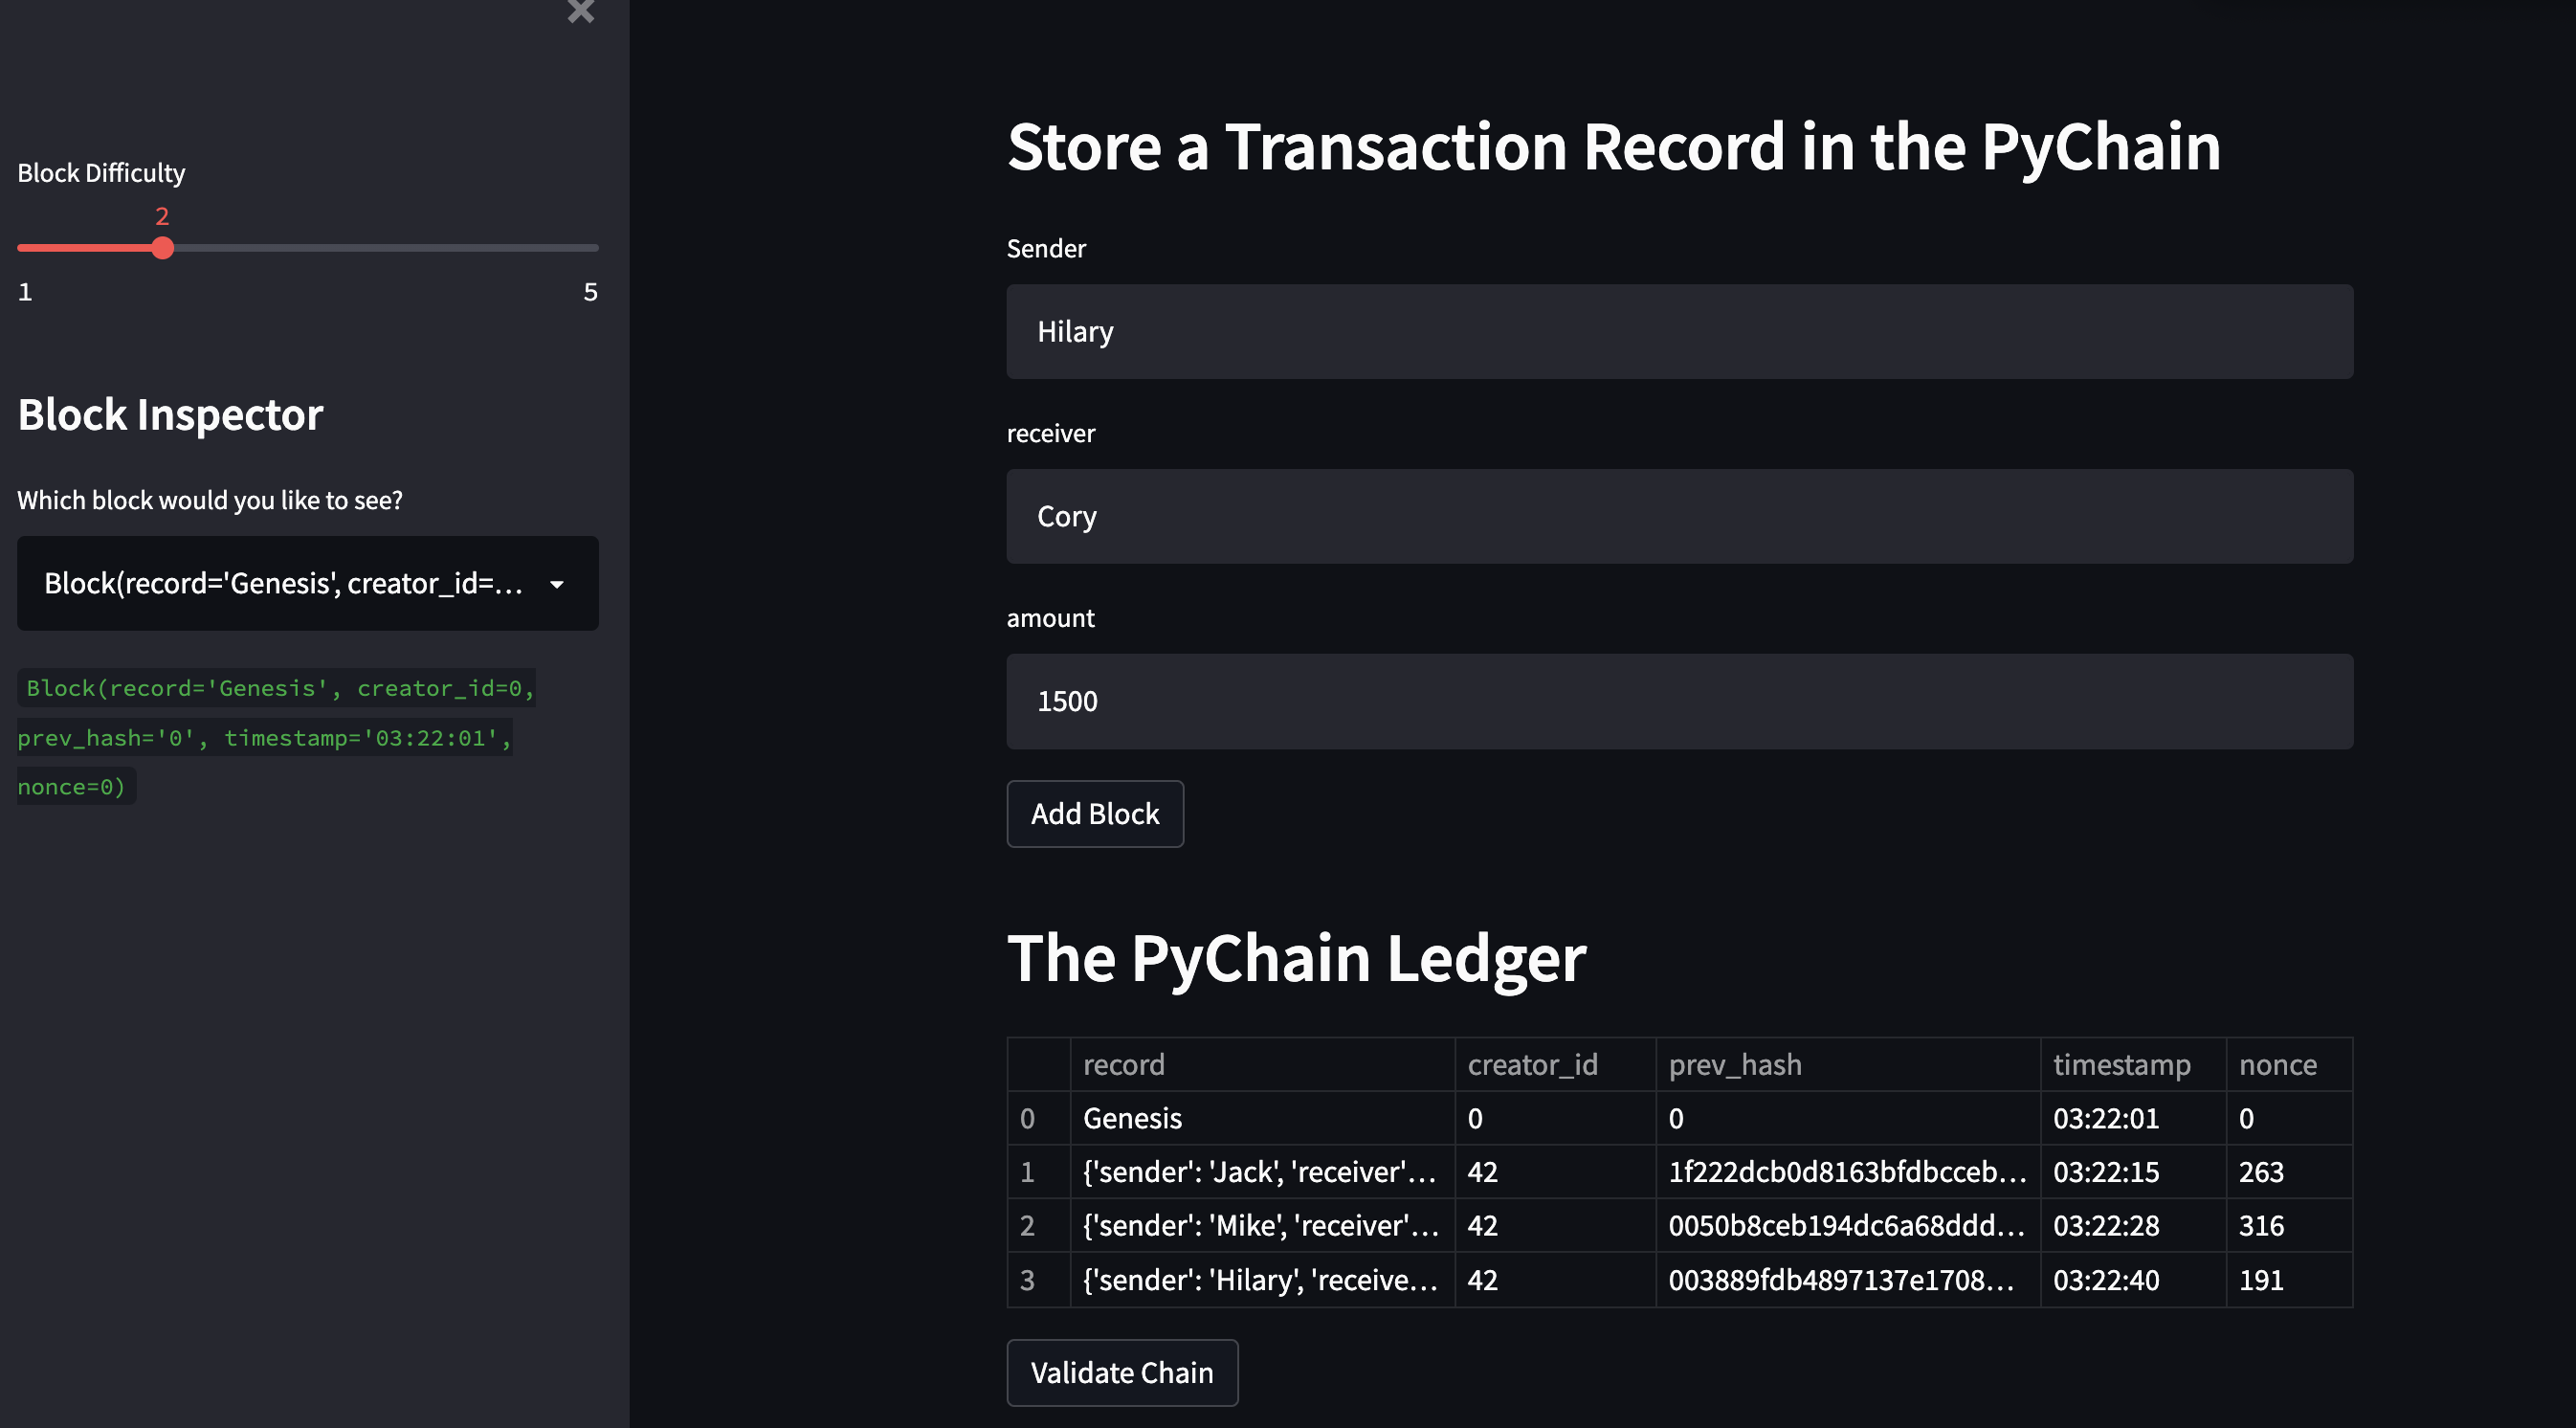 Block Difficulty
2
1 5
Block Inspector
Which block would you like to see?
Block(record='Genesis', creator_id=...
Block(record='Genesis', creator_id=0,
prev_hash='0', timestamp='03:22:01',
nonce=0)
Store a Transaction Record in the PyChain
Sender
Hilary
receiver
Cory
amount
1500
Add Block
The PyChain Ledger
record creator_id prev_hash timestamp nonce
0 Genesis 0 0 03:22:01 0
1 {'sender': 'Jack', 'receiver'... 42 1f222dcb0d8163bfdbcceb... 03:22:15 263
2 {'sender': 'Mike', 'receiver'... 42 0050b8ceb194dc6a68ddd... 03:22:28 316
3 {'sender': 'Hilary', 'receive... 42 003889fdb4897137e1708... 03:22:40 191
Validate Chain